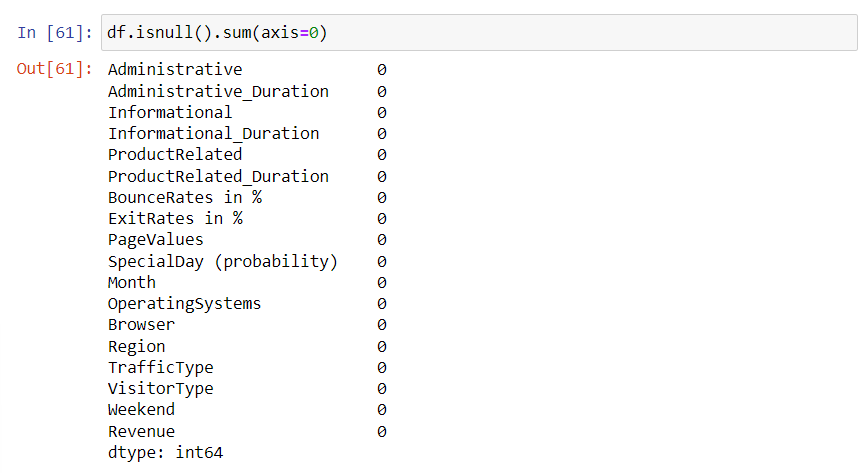 In [61]: df.isnull().sum(axis=0)
Out[61]: Administrative 0
Administrative_Duration 0
Informational 0
Informational_Duration 0
ProductRelated 0
ProductRelated_Duration 0
BounceRates in % 0
ExitRates in % 0
PageValues 0
SpecialDay (probability) 0
Month 0
OperatingSystems 0
Browser 0
Region 0
TrafficType 0
VisitorType 0
Weekend 0
Revenue 0
dtype: int64